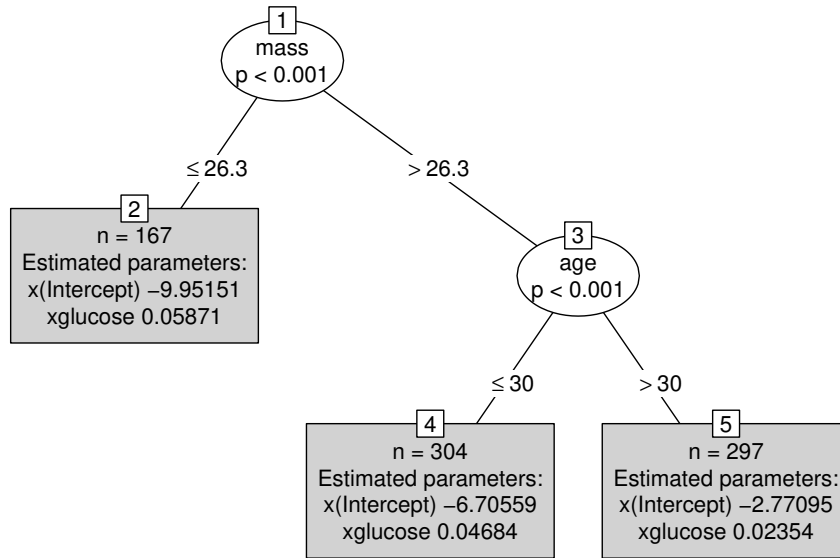 1
mass
p < 0.001
≤ 26.3
> 26.3
2
n = 167
Estimated parameters:
x(Intercept) −9.95151
xglucose 0.05871
3
age
p < 0.001
≤ 30
> 30
4
n = 304
Estimated parameters:
x(Intercept) −6.70559
xglucose 0.04684
5
n = 297
Estimated parameters:
x(Intercept) −2.77095
xglucose 0.02354